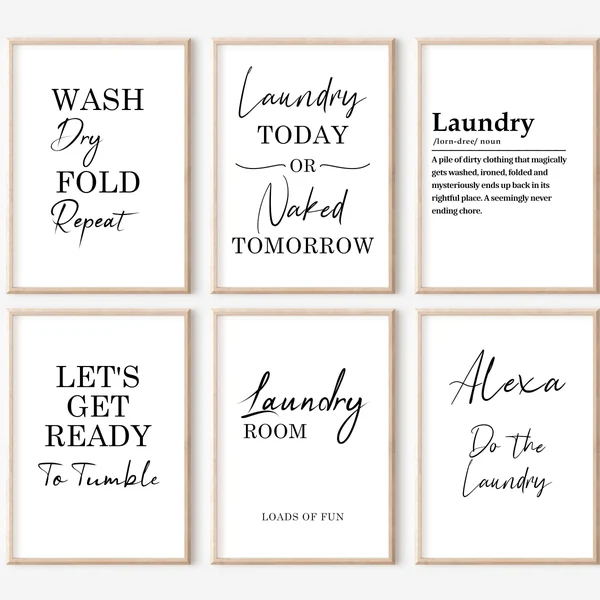 WASH
Dry
FOLD
Repeat
Laundry
TODAY
OR
Naked
TOMORROW
Laundry
/lorn-dree/ noun
A pile of dirty clothing that magically
gets washed, ironed, folded and
mysteriously ends up back in its
rightful place. A seemingly never
ending chore.
LET'S
GET
READY
To Tumble
Laundry
ROOM
LOADS OF FUN
Alexa
Do the
Laundry